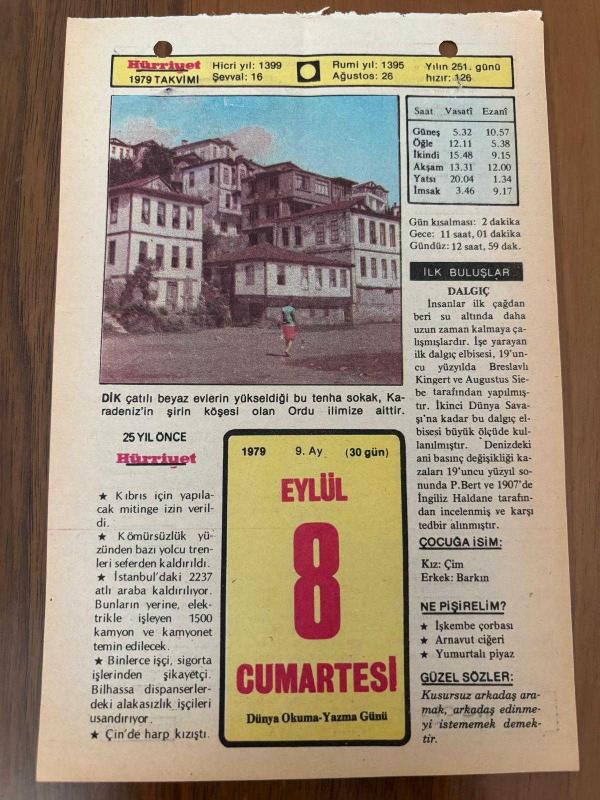 Hürriyet
1979 TAKVİMİ
Hicri yıl: 1399
Şevval: 16
Rumi yıl: 1395
Ağustos: 26
Yılın 251. günü
hızır: 126
Saat Vasatî Ezanî
Güneş 5.32 10.57
Öğle 12.11 5.38
İkindi 15.48 9.15
Akşam 13.31 12.00
Yatsı 20.04 1.34
İmsak 3.46 9.17
Gün kısalması: 2 dakika
Gece: 11 saat, 01 dakika
Gündüz: 12 saat, 59 dak.
DİK çatılı beyaz evlerin yükseldiği bu tenha sokak, Ka-
radeniz'in şirin köşesi olan Ordu ilimize aittir.
İLK BULUŞLAR
DALGIÇ
İnsanlar ilk çağdan
beri su altında daha
uzun zaman kalmaya ça-
lışmışlardır. İşe yarayan
ilk dalgıç elbisesi, 19'un-
cu yüzyılda Breslavlı
Kingert ve Augustus Sie-
be tarafından yapılmış-
tır. İkinci Dünya Sava-
şı'na kadar bu dalgıç el-
bisesi büyük ölçüde kul-
lanılmıştır. Denizdeki
ani basınç değişikliği ka-
zaları 19'uncu yüzyıl so-
nunda P.Bert ve 1907'de
İngiliz Haldane tarafın-
dan incelenmiş ve karşı
tedbir alınmıştır.
ÇOCUĞA İSİM:
Kız: Çim
Erkek: Barkın
NE PİŞİRELİM?
★ İşkembe çorbası
★ Arnavut ciğeri
★ Yumurtalı piyaz
GÜZEL SÖZLER:
Kusursuz arkadaş ara-
mak, arkadaş edinme-
yi istememek demek-
tir.
25 YIL ÖNCE
Hürriyet
★ Kıbrıs için yapıla-
cak mitinge izin veril-
di.
★ Kömürsüzlük yü-
zünden bazı yolcu tren-
leri seferden kaldırıldı.
★ İstanbul'daki 2237
atlı araba kaldırılıyor.
Bunların yerine, elek-
trikle işleyen 1500
kamyon ve kamyonet
temin edilecek.
★ Binlerce işçi, sigorta
işlerinden şikayetçi.
Bilhassa dispanserler-
deki alakasızlık işçileri
usandırıyor.
★ Çin'de harp kızıştı.
1979 9. Ay (30 gün)
EYLÜL
8
CUMARTESİ
Dünya Okuma-Yazma Günü